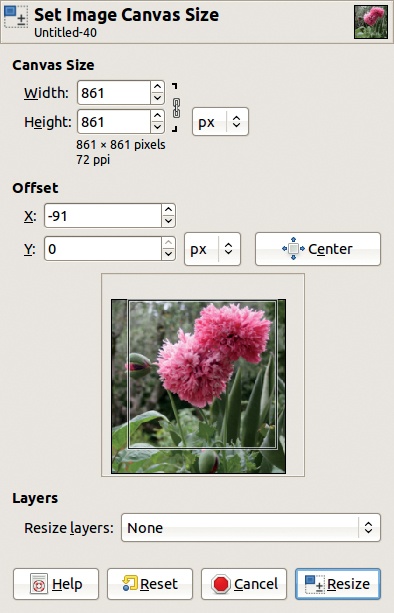 Set Image Canvas Size
Untitled-40
Canvas Size
Width: 861
Height: 861 px
861 × 861 pixels
72 ppi
Offset
X: -91
Y: 0 px Center
Layers
Resize layers: None
Help Reset Cancel Resize